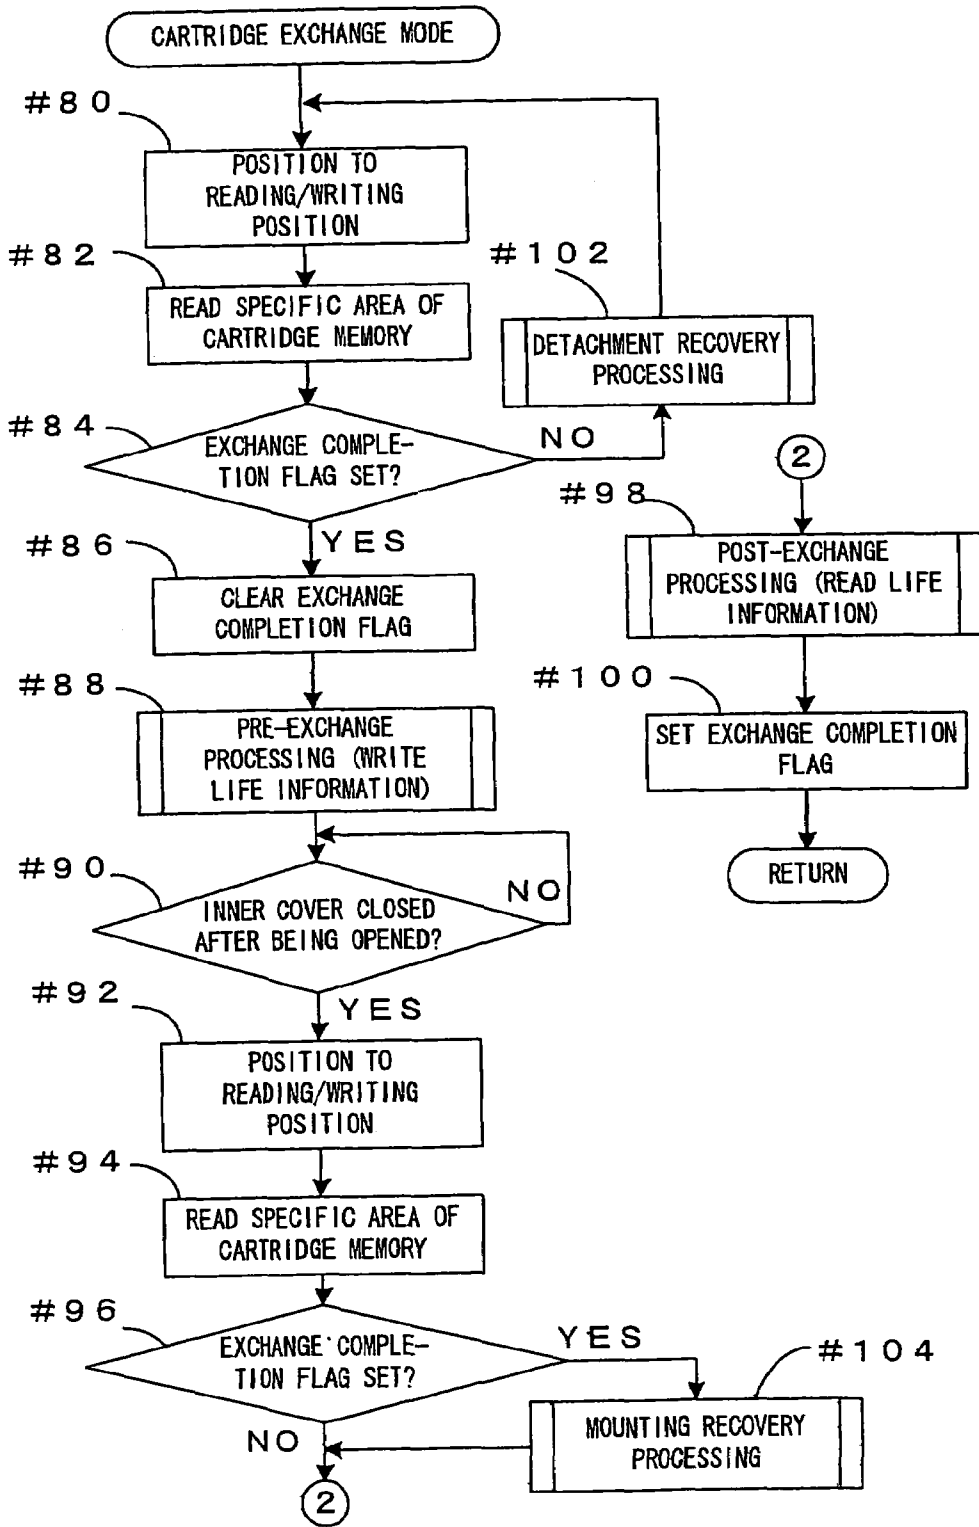 CARTRIDGE EXCHANGE MODE
#80
POSITION TO
READING/WRITING
POSITION
#82
READ SPECIFIC AREA OF
CARTRIDGE MEMORY
#102
DETACHMENT RECOVERY
PROCESSING
#84
EXCHANGE COMPLE-
TION FLAG SET?
NO
YES
#86
CLEAR EXCHANGE
COMPLETION FLAG
#88
PRE-EXCHANGE
PROCESSING (WRITE
LIFE INFORMATION)
#90
INNER COVER CLOSED
AFTER BEING OPENED?
NO
YES
#92
POSITION TO
READING/WRITING
POSITION
#94
READ SPECIFIC AREA OF
CARTRIDGE MEMORY
#96
EXCHANGE COMPLE-
TION FLAG SET?
YES
#104
MOUNTING RECOVERY
PROCESSING
NO
2
2
#98
POST-EXCHANGE
PROCESSING (READ LIFE
INFORMATION)
#100
SET EXCHANGE COMPLETION
FLAG
RETURN